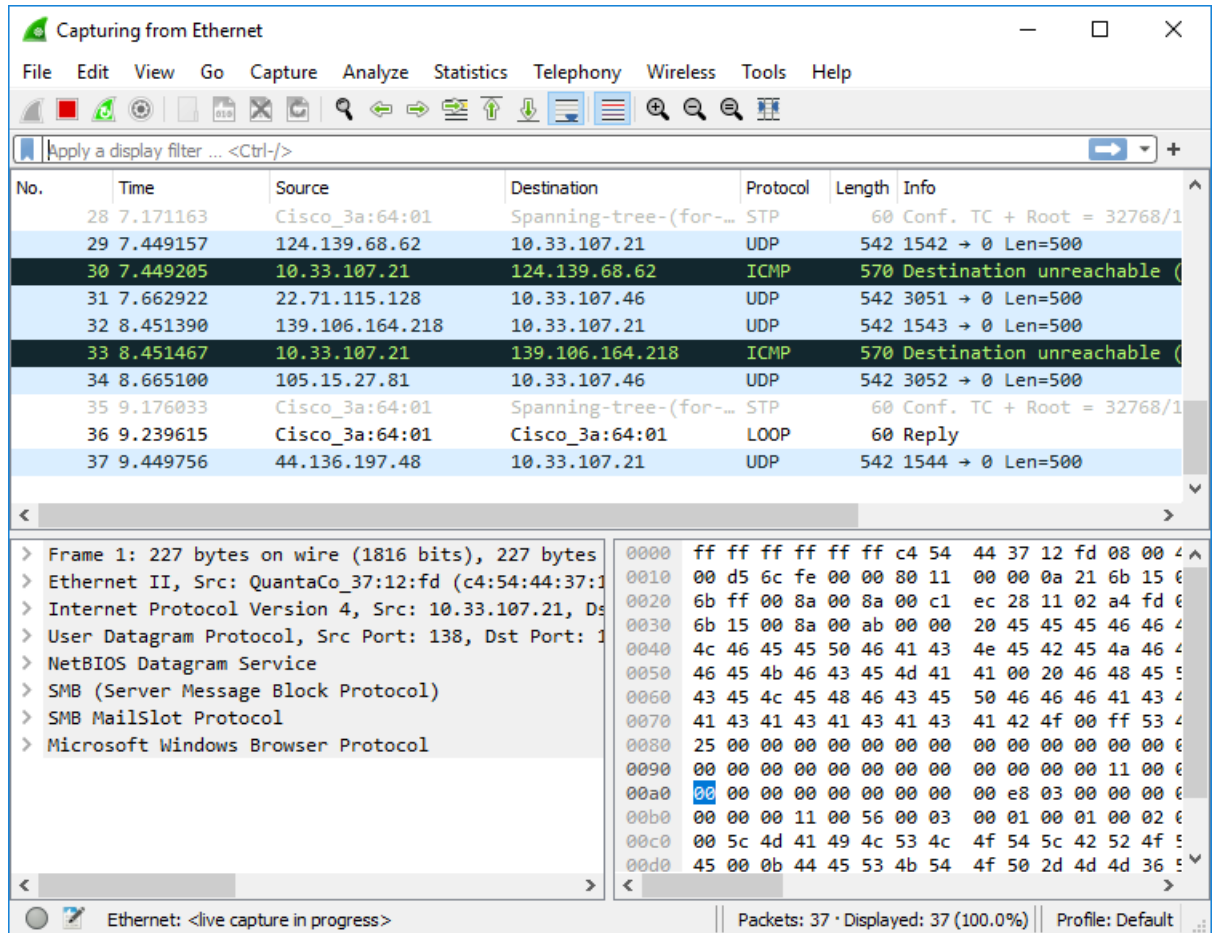 Capturing from Ethernet
File Edit View Go Capture Analyze Statistics Telephony Wireless Tools Help
Apply a display filter ... <Ctrl-/>
No. Time Source Destination Protocol Length Info
28 7.171163 Cisco_3a:64:01 Spanning-tree-(for-… STP 60 Conf. TC + Root = 32768/1
29 7.449157 124.139.68.62 10.33.107.21 UDP 542 1542 → 0 Len=500
30 7.449205 10.33.107.21 124.139.68.62 ICMP 570 Destination unreachable (
31 7.662922 22.71.115.128 10.33.107.46 UDP 542 3051 → 0 Len=500
32 8.451390 139.106.164.218 10.33.107.21 UDP 542 1543 → 0 Len=500
33 8.451467 10.33.107.21 139.106.164.218 ICMP 570 Destination unreachable (
34 8.665100 105.15.27.81 10.33.107.46 UDP 542 3052 → 0 Len=500
35 9.176033 Cisco_3a:64:01 Spanning-tree-(for-… STP 60 Conf. TC + Root = 32768/1
36 9.239615 Cisco_3a:64:01 Cisco_3a:64:01 LOOP 60 Reply
37 9.449756 44.136.197.48 10.33.107.21 UDP 542 1544 → 0 Len=500
> Frame 1: 227 bytes on wire (1816 bits), 227 bytes
> Ethernet II, Src: QuantaCo_37:12:fd (c4:54:44:37:1
> Internet Protocol Version 4, Src: 10.33.107.21, Ds
> User Datagram Protocol, Src Port: 138, Dst Port: 1
> NetBIOS Datagram Service
> SMB (Server Message Block Protocol)
> SMB MailSlot Protocol
> Microsoft Windows Browser Protocol
0000 ff ff ff ff ff ff c4 54 44 37 12 fd 08 00
0010 00 d5 6c fe 00 00 80 11 00 00 0a 21 6b 15
0020 6b ff 00 8a 00 8a 00 c1 ec 28 11 02 a4 fd
0030 6b 15 00 8a 00 ab 00 00 20 45 45 45 46 46
0040 4c 46 45 45 50 46 41 43 4e 45 42 45 4a 46
0050 46 45 4b 46 43 45 4d 41 41 00 20 46 48 45
0060 43 45 4c 45 48 46 43 45 50 46 46 46 41 43
0070 41 43 41 43 41 43 41 43 41 42 4f 00 ff 53
0080 25 00 00 00 00 00 00 00 00 00 00 00 00 00
0090 00 00 00 00 00 00 00 00 00 00 00 00 11 00
00a0 00 00 00 00 00 00 00 00 00 e8 03 00 00 00
00b0 00 00 00 11 00 56 00 03 00 01 00 01 00 02
00c0 00 5c 4d 41 49 4c 53 4c 4f 54 5c 42 52 4f
00d0 45 00 0b 44 45 53 4b 54 4f 50 2d 4d 4d 36
Ethernet: <live capture in progress> Packets: 37 · Displayed: 37 (100.0%) Profile: Default